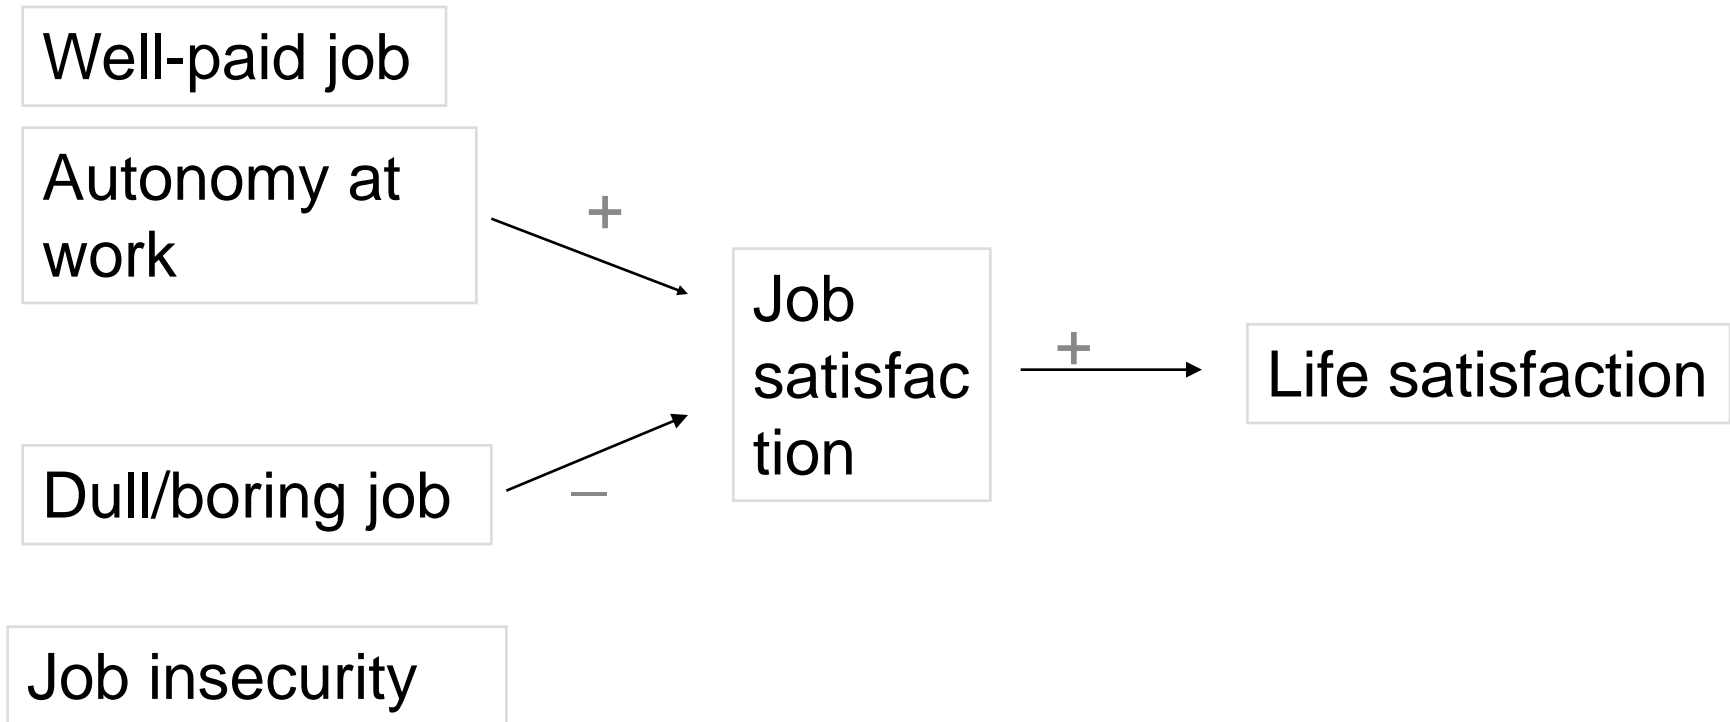 Well-paid job
Autonomy at
work
+
Job
satisfac
tion
+
Life satisfaction
Dull/boring job
–
Job insecurity